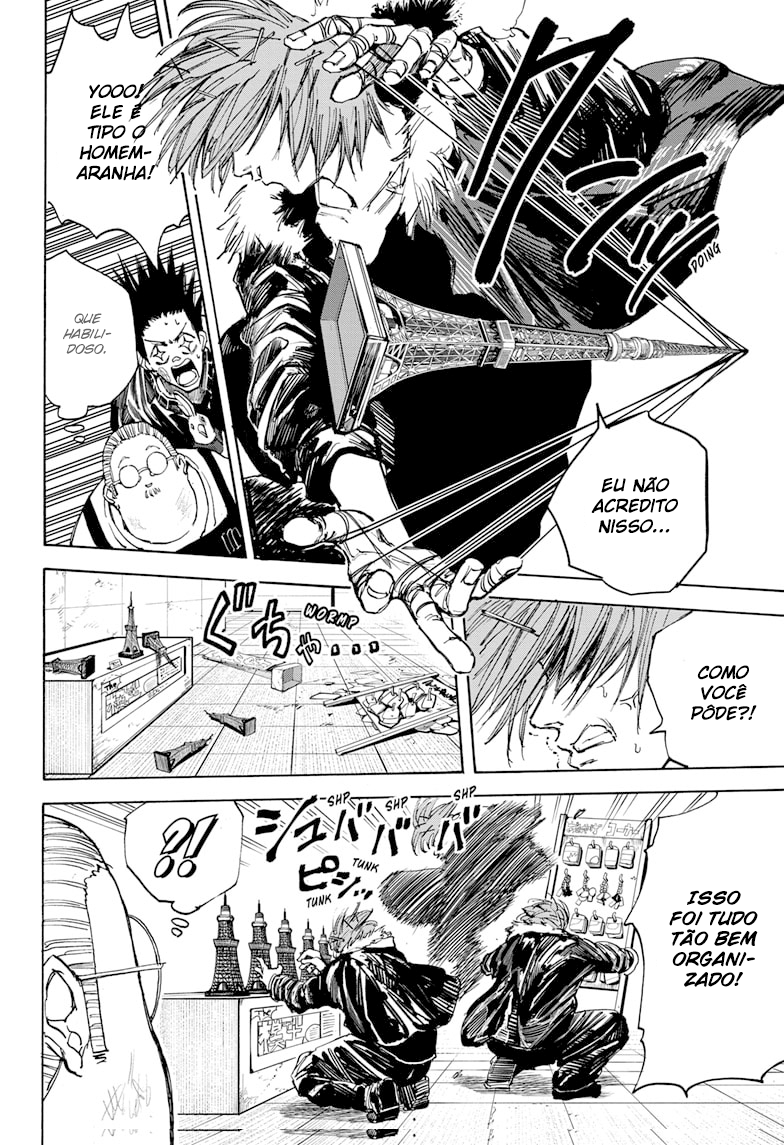 EU NÃO
ACREDITO
NISSO...
DOING
YOOO!
ELE É
TIPO O
HOMEM-
ARANHA!
QUE
HABILI-
DOSO.
COMO
VOCÊ
PÔDE?!
WORMP
ぐちゃ...
ISSO
FOI TUDO
TÃO BEM
ORGANI-
ZADO!
SHP
SHP
SHP
シュバババ
TUNK
TUNK
ピシッ
?!